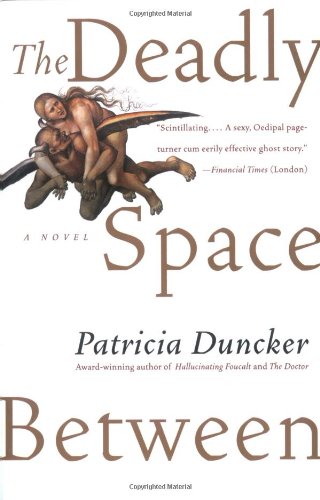 Copyrighted Material
The Deadly
"Scintillating. . . . A sexy, Oedipal page-
turner cum eerily effective ghost story."
—Financial Times (London)
A NOVEL
Space
Patricia Duncker
Award-winning author of Hallucinating Foucalt and The Doctor
Between
Copyrighted Material